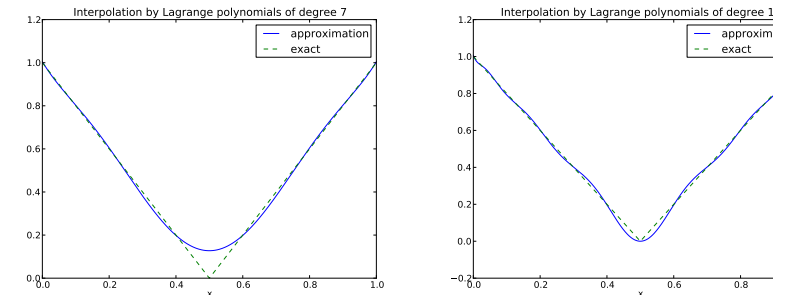 Interpolation by Lagrange polynomials of degree 7
1.2
1.0
0.8
0.6
0.4
0.2
0.0
approximation
exact
0.0 0.2 0.4 0.6 0.8 1.0
x
Interpolation by Lagrange polynomials of degree 1
1.2
1.0
0.8
0.6
0.4
0.2
0.0
−0.2
approxim
exact
0.0 0.2 0.4 0.6 0.8
x